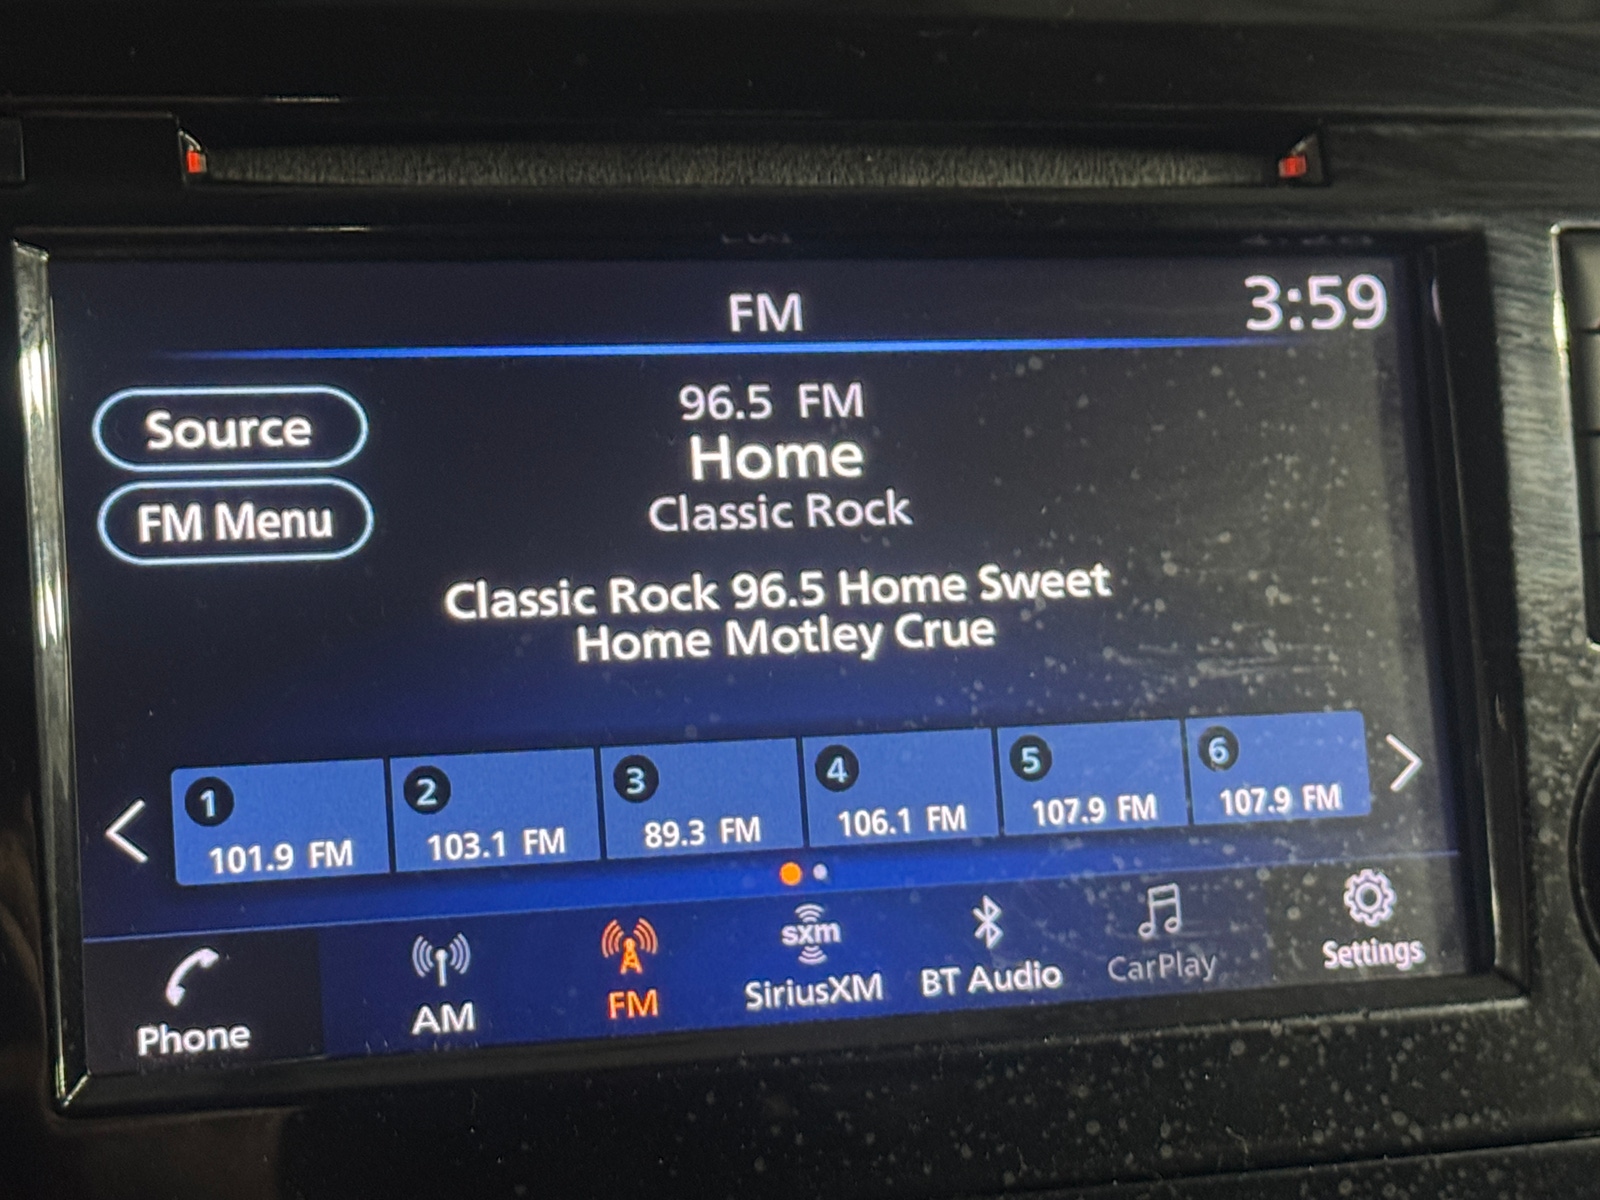 FM
3:59
Source
FM Menu
96.5 FM
Home
Classic Rock
Classic Rock 96.5 Home Sweet
Home Motley Crue
1
101.9 FM
2
103.1 FM
3
89.3 FM
4
106.1 FM
5
107.9 FM
6
107.9 FM
Phone
AM
FM
sxm
SiriusXM
BT Audio
CarPlay
Settings